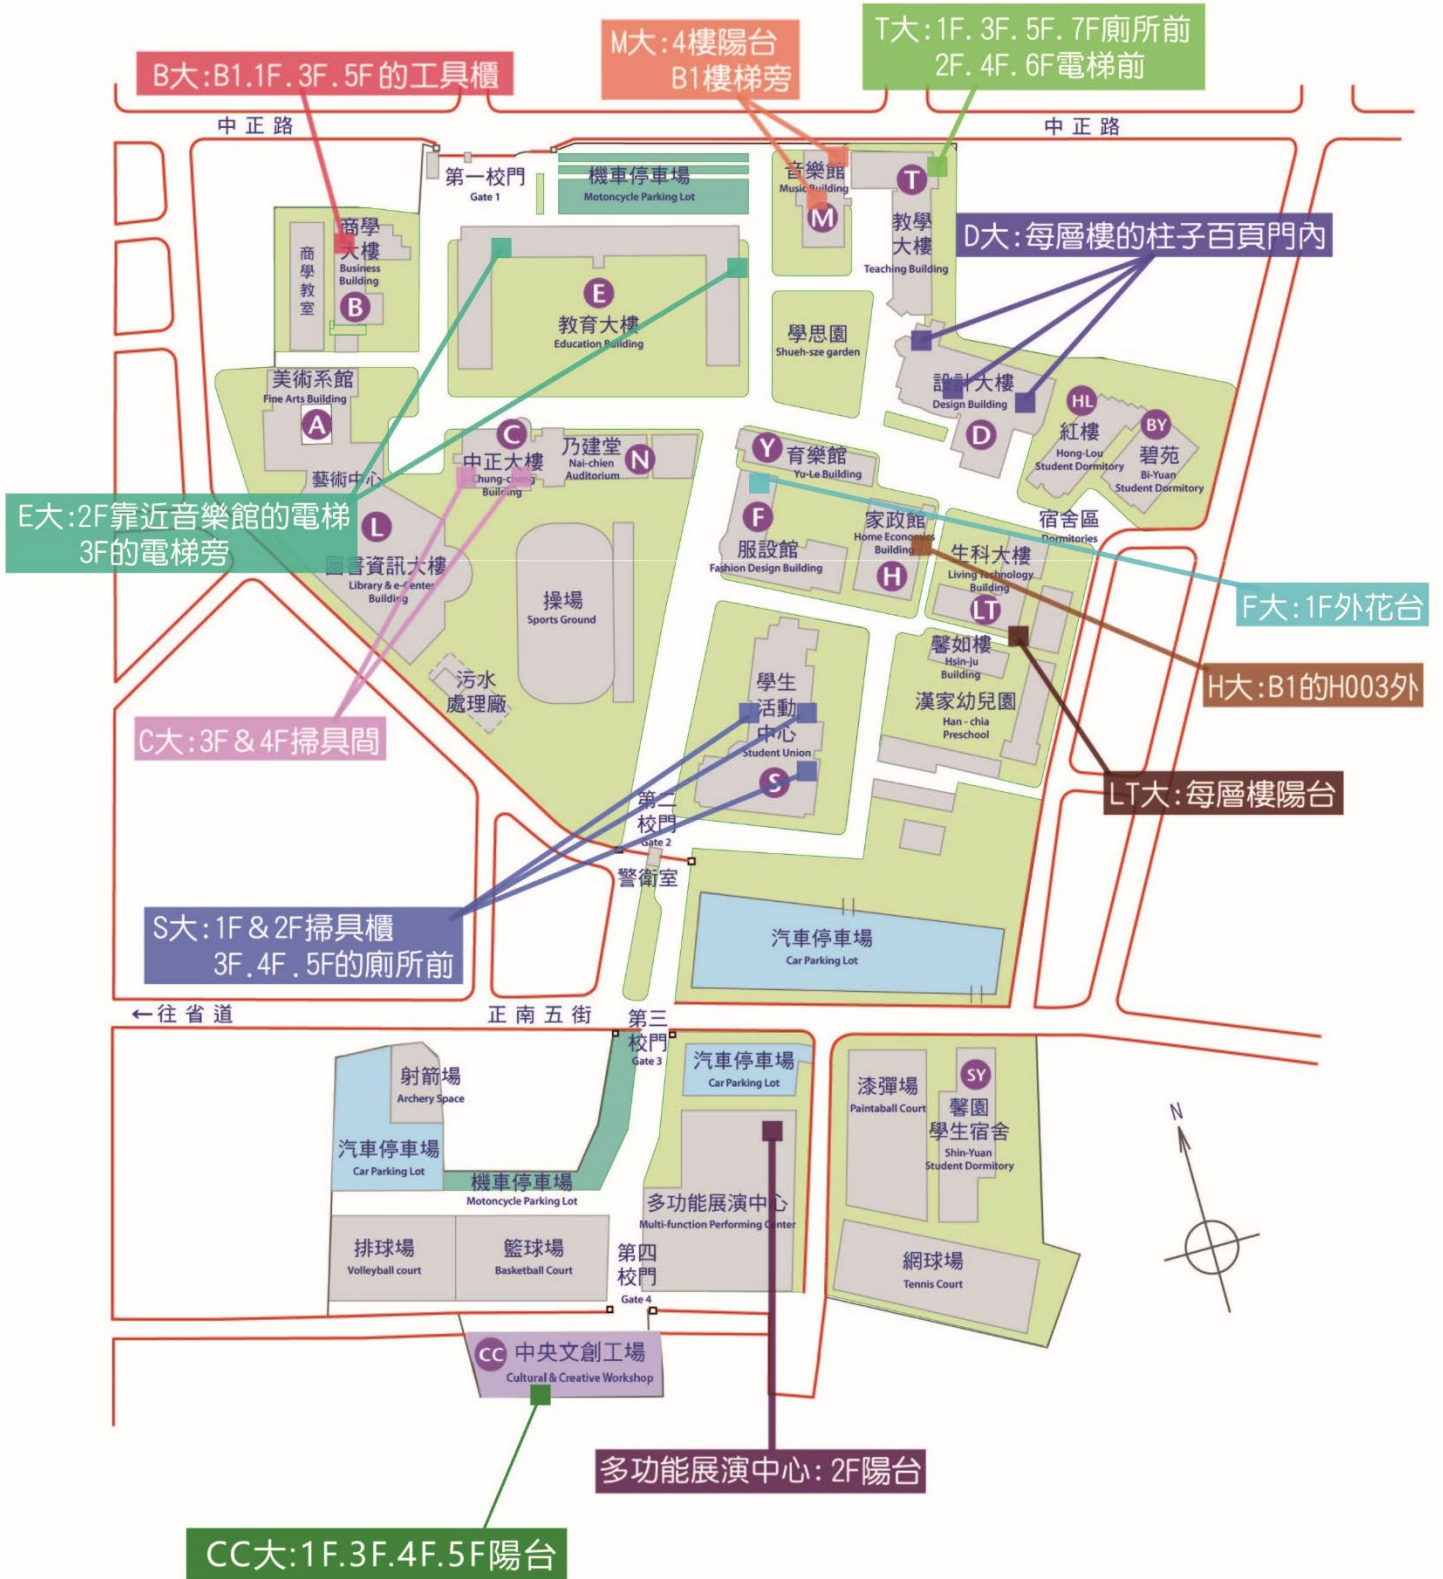 B大:B1.1F.3F.5F的工具櫃
M大:4樓陽台
B1樓梯旁
T大:1F.3F.5F.7F廁所前
2F.4F.6F電梯前
中正路
中正路
第一校門
Gate 1
機車停車場
Motoncycle Parking Lot
音樂館
Music Building
M
T
教學
大樓
Teaching Building
D大:每層樓的柱子百頁門內
商學
大樓
Business
Building
B
商學教室
E
教育大樓
Education Building
學思園
Shueh-sze garden
設計大樓
Design Building
D
HL
紅樓
Hong-Lou
Student Dormitory
BY
碧苑
Bi-Yuan
Student Dormitory
宿舍區
Dormitories
美術系館
Fine Arts Building
A
藝術中心
C
中正大樓
Chung-cheng
Building
乃建堂
Nai-chien
Auditorium
N
Y
育樂館
Yu-Le Building
E大:2F靠近音樂館的電梯
3F的電梯旁
L
圖書資訊大樓
Library & e-Center
Building
F
服設館
Fashion Design Building
家政館
Home Economics
Building
H
生科大樓
Living Technology
Building
LT
操場
Sports Ground
F大:1F外花台
馨如樓
Hsin-ju
Building
H大:B1的H003外
污水
處理廠
學生
活動
中心
Student Union
S
漢家幼兒園
Han - chia
Preschool
C大:3F&4F掃具間
LT大:每層樓陽台
第二
校門
Gate 2
警衛室
S大:1F&2F掃具櫃
3F.4F.5F的廁所前
汽車停車場
Car Parking Lot
←往省道
正南五街
第三
校門
Gate 3
射箭場
Archery Space
汽車停車場
Car Parking Lot
汽車停車場
Car Parking Lot
漆彈場
Paintaball Court
SY
馨園
學生宿舍
Shin-Yuan
Student Dormitory
N
機車停車場
Motoncycle Parking Lot
多功能展演中心
Multi-function Performing Center
排球場
Volleyball court
籃球場
Basketball Court
第四
校門
Gate 4
網球場
Tennis Court
CC
中央文創工場
Cultural & Creative Workshop
多功能展演中心:2F陽台
CC大:1F.3F.4F.5F陽台